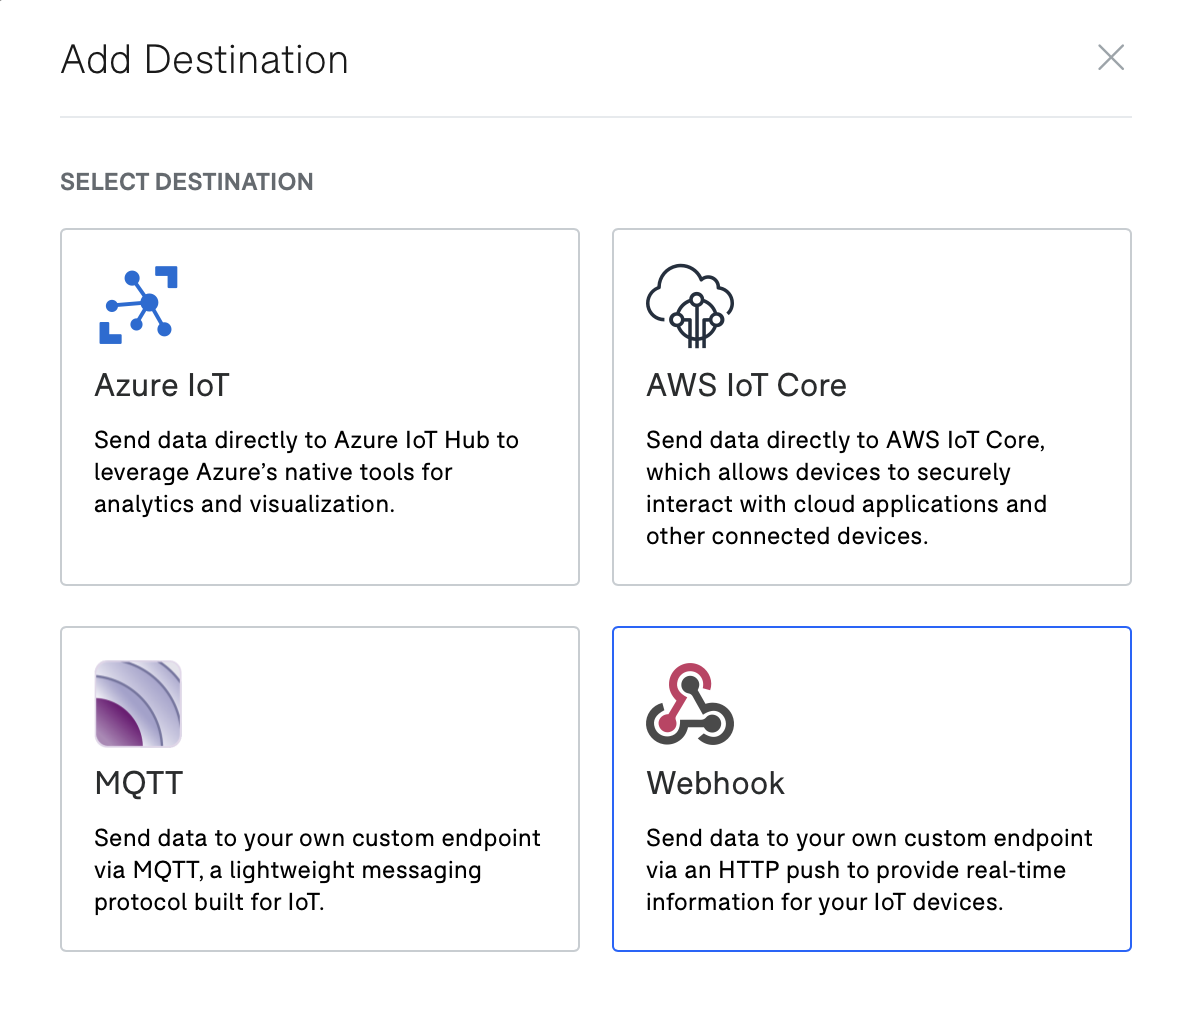 Add Destination
SELECT DESTINATION
Azure IoT
Send data directly to Azure IoT Hub to
leverage Azure’s native tools for
analytics and visualization.
AWS IoT Core
Send data directly to AWS IoT Core,
which allows devices to securely
interact with cloud applications and
other connected devices.
MQTT
Send data to your own custom endpoint
via MQTT, a lightweight messaging
protocol built for IoT.
Webhook
Send data to your own custom endpoint
via an HTTP push to provide real-time
information for your IoT devices.